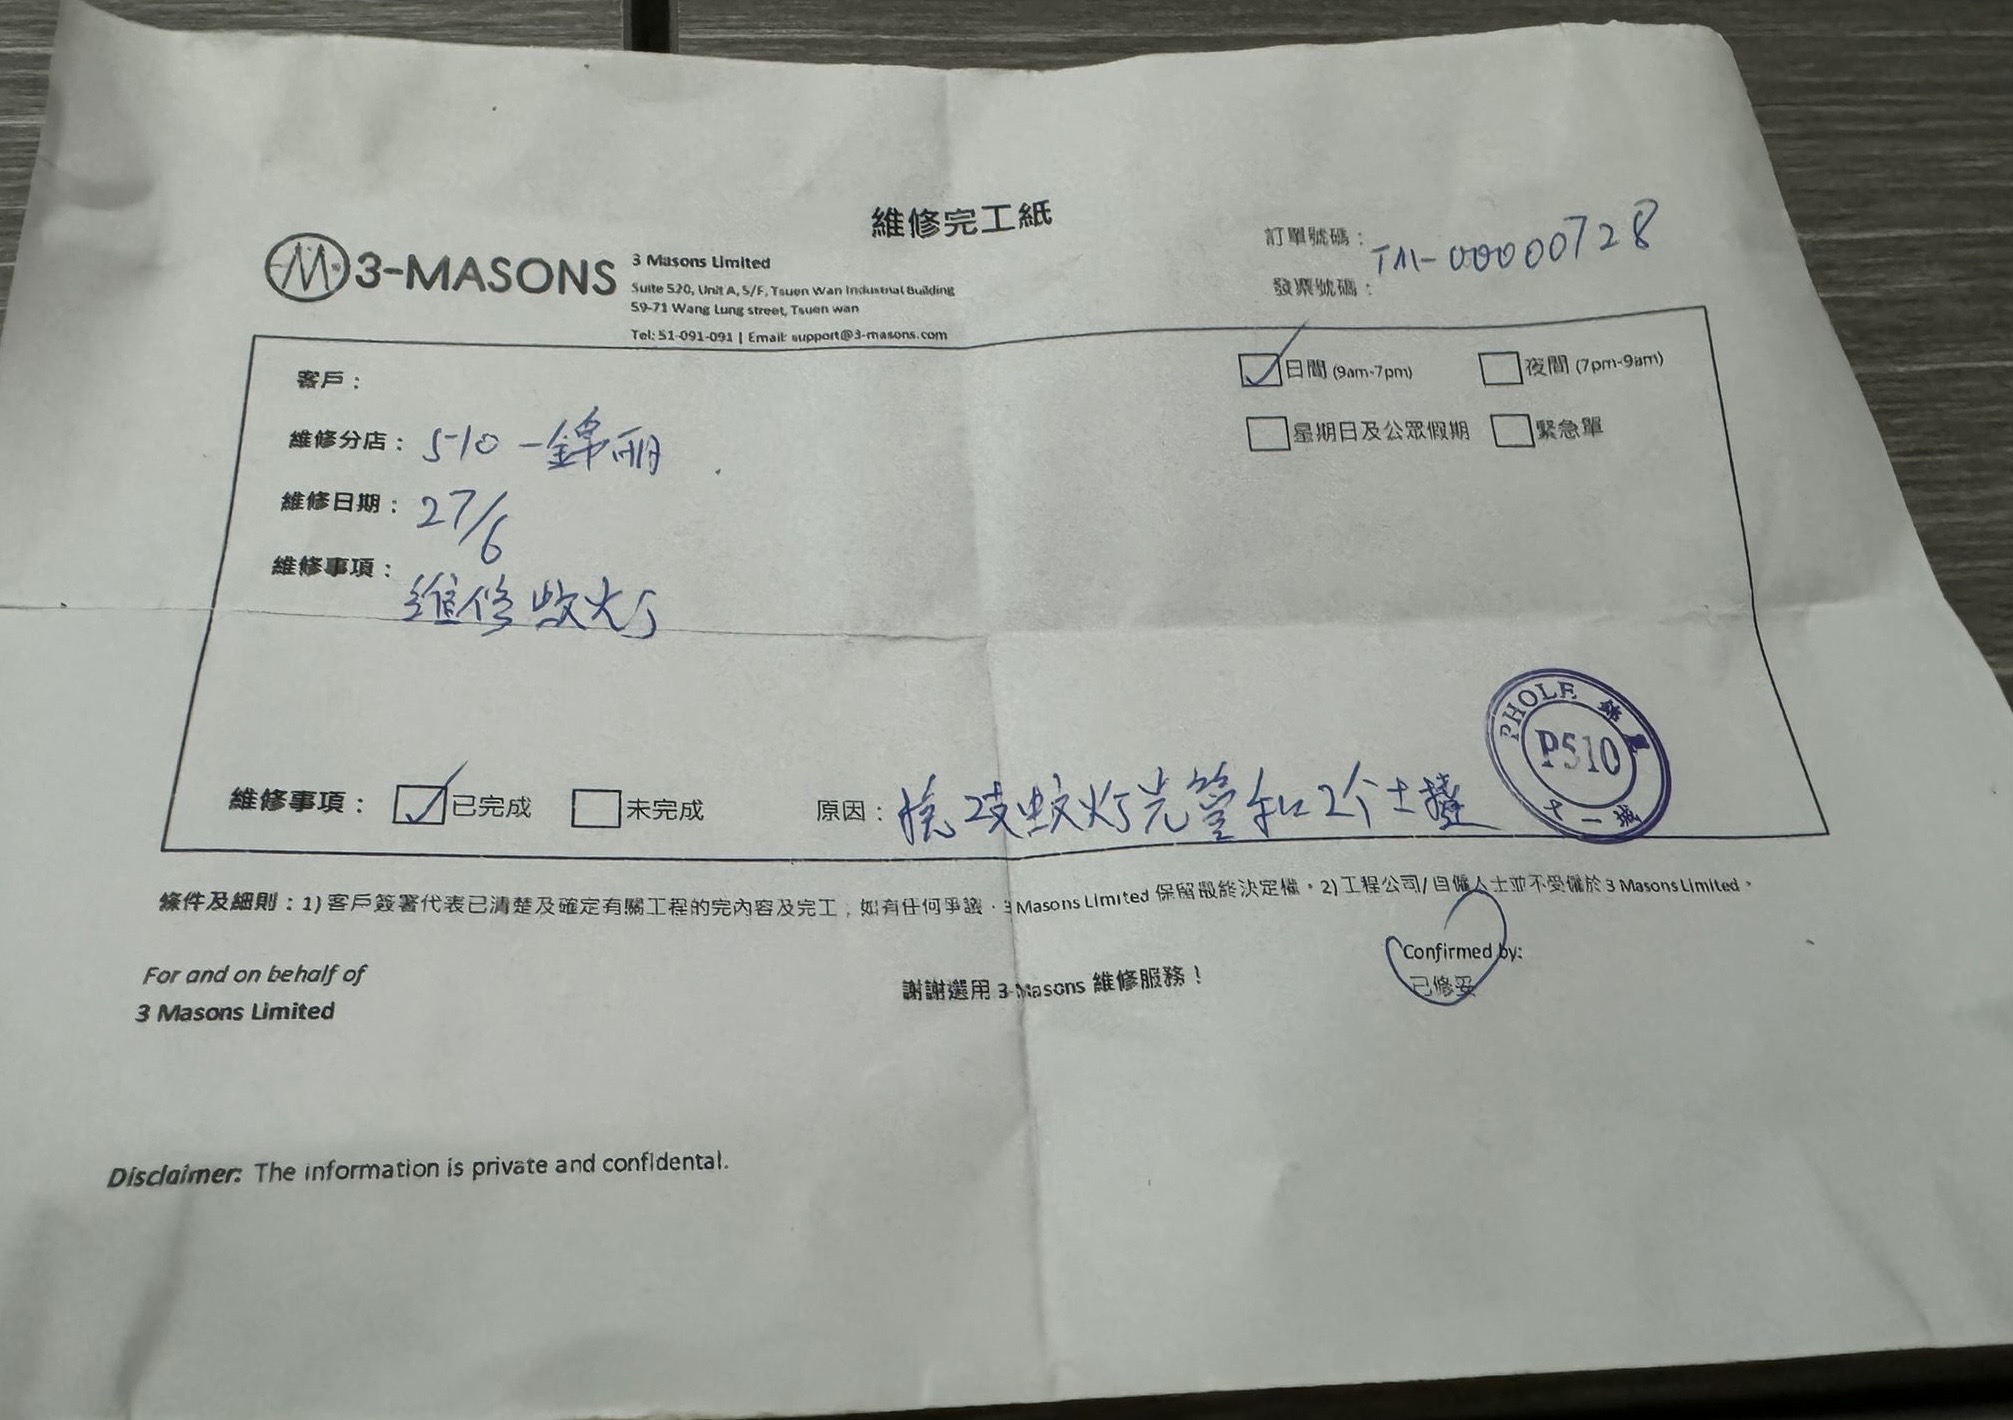 維修完工紙
3-MASONS
3 Masons Limited
Suite 520, Unit A, 5/F, Tsuen Wan Industrial Building
59-71 Wang Lung street, Tsuen wan
Tel: 51-091-091 | Email: support@3-masons.com
訂單號碼： TM-00000728
發票號碼：
客戶：
日間 (9am-7pm) 夜間 (7pm-9am)
星期日及公眾假期 緊急單
維修分店： 510 - 錦丽
維修日期： 27/6
維修事項：
維修蚊灯
維修事項： 已完成 未完成 原因： 換2支蚊灯光管和2个士撻
PHOLE
P510
十一城
條件及細則：1) 客戶簽署代表已清楚及確定有關工程的完內容及完工，如有任何爭議，3 Masons Limited 保留最終決定權。2) 工程公司/ 自僱人士並不受僱於 3 Masons Limited。
For and on behalf of
3 Masons Limited
謝謝選用 3-Masons 維修服務！
Confirmed by:
已修妥
Disclaimer: The information is private and confidental.